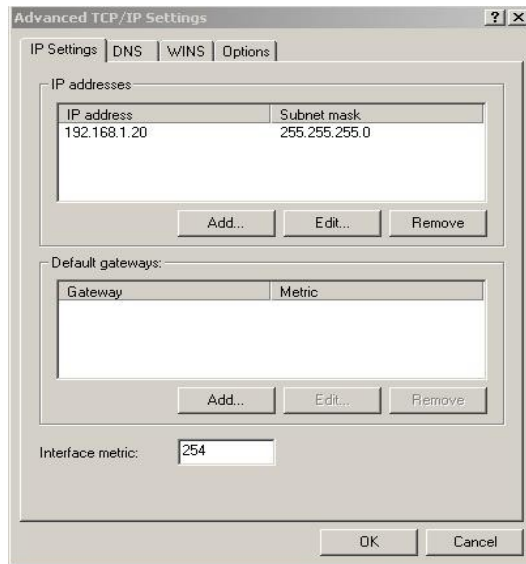 Advanced TCP/IP Settings
IP Settings DNS WINS Options
IP addresses
IP address Subnet mask
192.168.1.20 255.255.255.0
Add... Edit... Remove
Default gateways:
Gateway Metric
Add... Edit... Remove
Interface metric: 254
OK Cancel